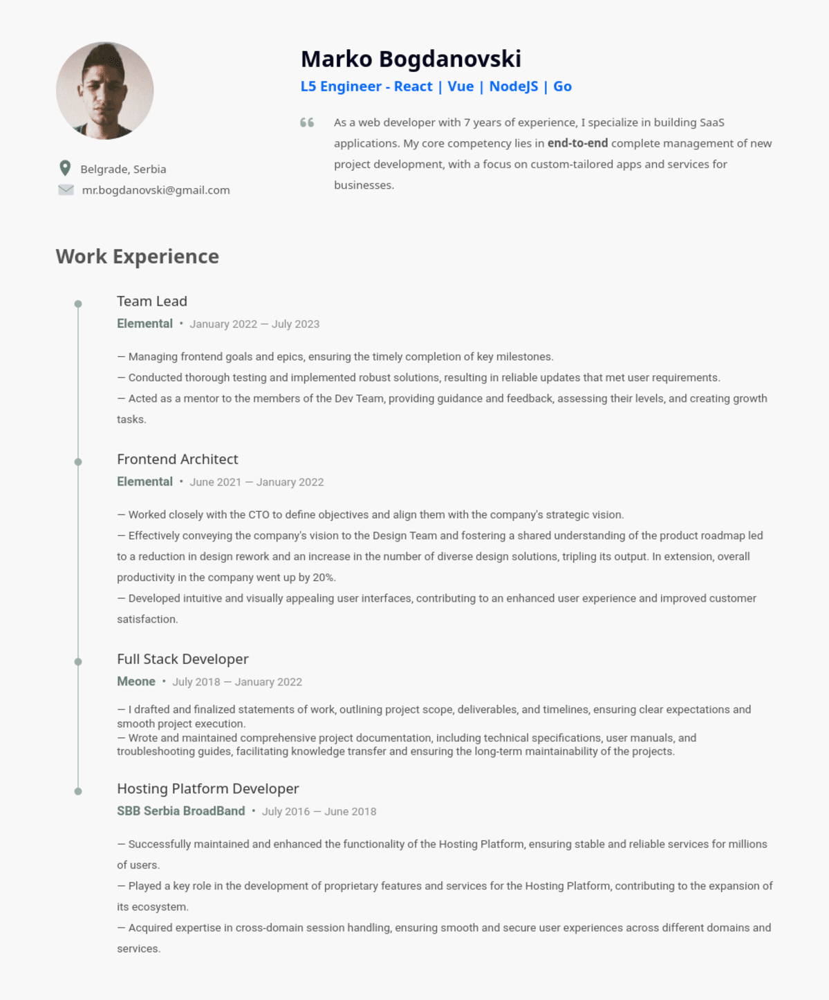 Marko Bogdanovski
L5 Engineer - React | Vue | NodeJS | Go
“ As a web developer with 7 years of experience, I specialize in building SaaS
applications. My core competency lies in end-to-end complete management of new
project development, with a focus on custom-tailored apps and services for
businesses.
Belgrade, Serbia
mr.bogdanovski@gmail.com
Work Experience
Team Lead
Elemental • January 2022 — July 2023
— Managing frontend goals and epics, ensuring the timely completion of key milestones.
— Conducted thorough testing and implemented robust solutions, resulting in reliable updates that met user requirements.
— Acted as a mentor to the members of the Dev Team, providing guidance and feedback, assessing their levels, and creating growth
tasks.
Frontend Architect
Elemental • June 2021 — January 2022
— Worked closely with the CTO to define objectives and align them with the company's strategic vision.
— Effectively conveying the company's vision to the Design Team and fostering a shared understanding of the product roadmap led
to a reduction in design rework and an increase in the number of diverse design solutions, tripling its output. In extension, overall
productivity in the company went up by 20%.
— Developed intuitive and visually appealing user interfaces, contributing to an enhanced user experience and improved customer
satisfaction.
Full Stack Developer
Meone • July 2018 — January 2022
— I drafted and finalized statements of work, outlining project scope, deliverables, and timelines, ensuring clear expectations and
smooth project execution.
— Wrote and maintained comprehensive project documentation, including technical specifications, user manuals, and
troubleshooting guides, facilitating knowledge transfer and ensuring the long-term maintainability of the projects.
Hosting Platform Developer
SBB Serbia BroadBand • July 2016 — June 2018
— Successfully maintained and enhanced the functionality of the Hosting Platform, ensuring stable and reliable services for millions
of users.
— Played a key role in the development of proprietary features and services for the Hosting Platform, contributing to the expansion of
its ecosystem.
— Acquired expertise in cross-domain session handling, ensuring smooth and secure user experiences across different domains and
services.